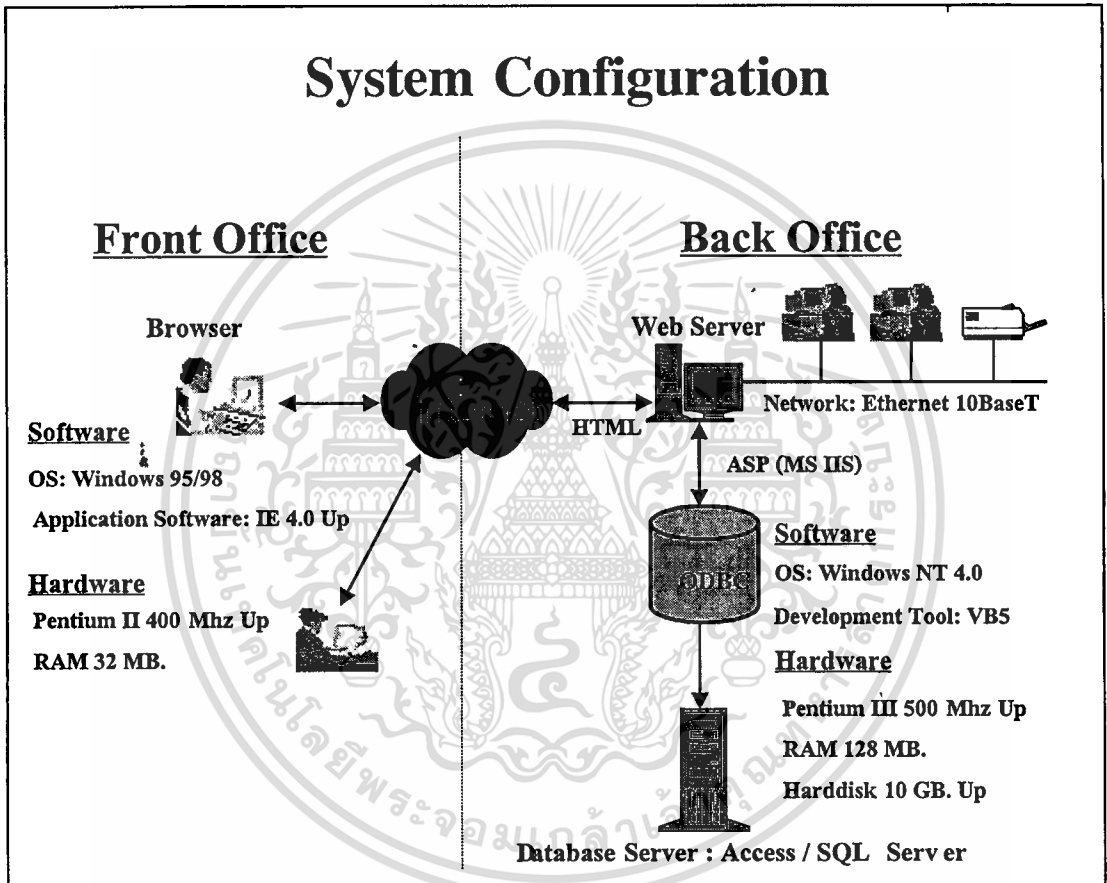 System Configuration
Front Office
Browser
Software
OS: Windows 95/98
Application Software: IE 4.0 Up
Hardware
Pentium II 400 Mhz Up
RAM 32 MB.
HTML
Back Office
Web Server
Network: Ethernet 10BaseT
ASP (MS IIS)
ODBC
Software
OS: Windows NT 4.0
Development Tool: VB5
Hardware
Pentium III 500 Mhz Up
RAM 128 MB.
Harddisk 10 GB. Up
Database Server : Access / SQL Server